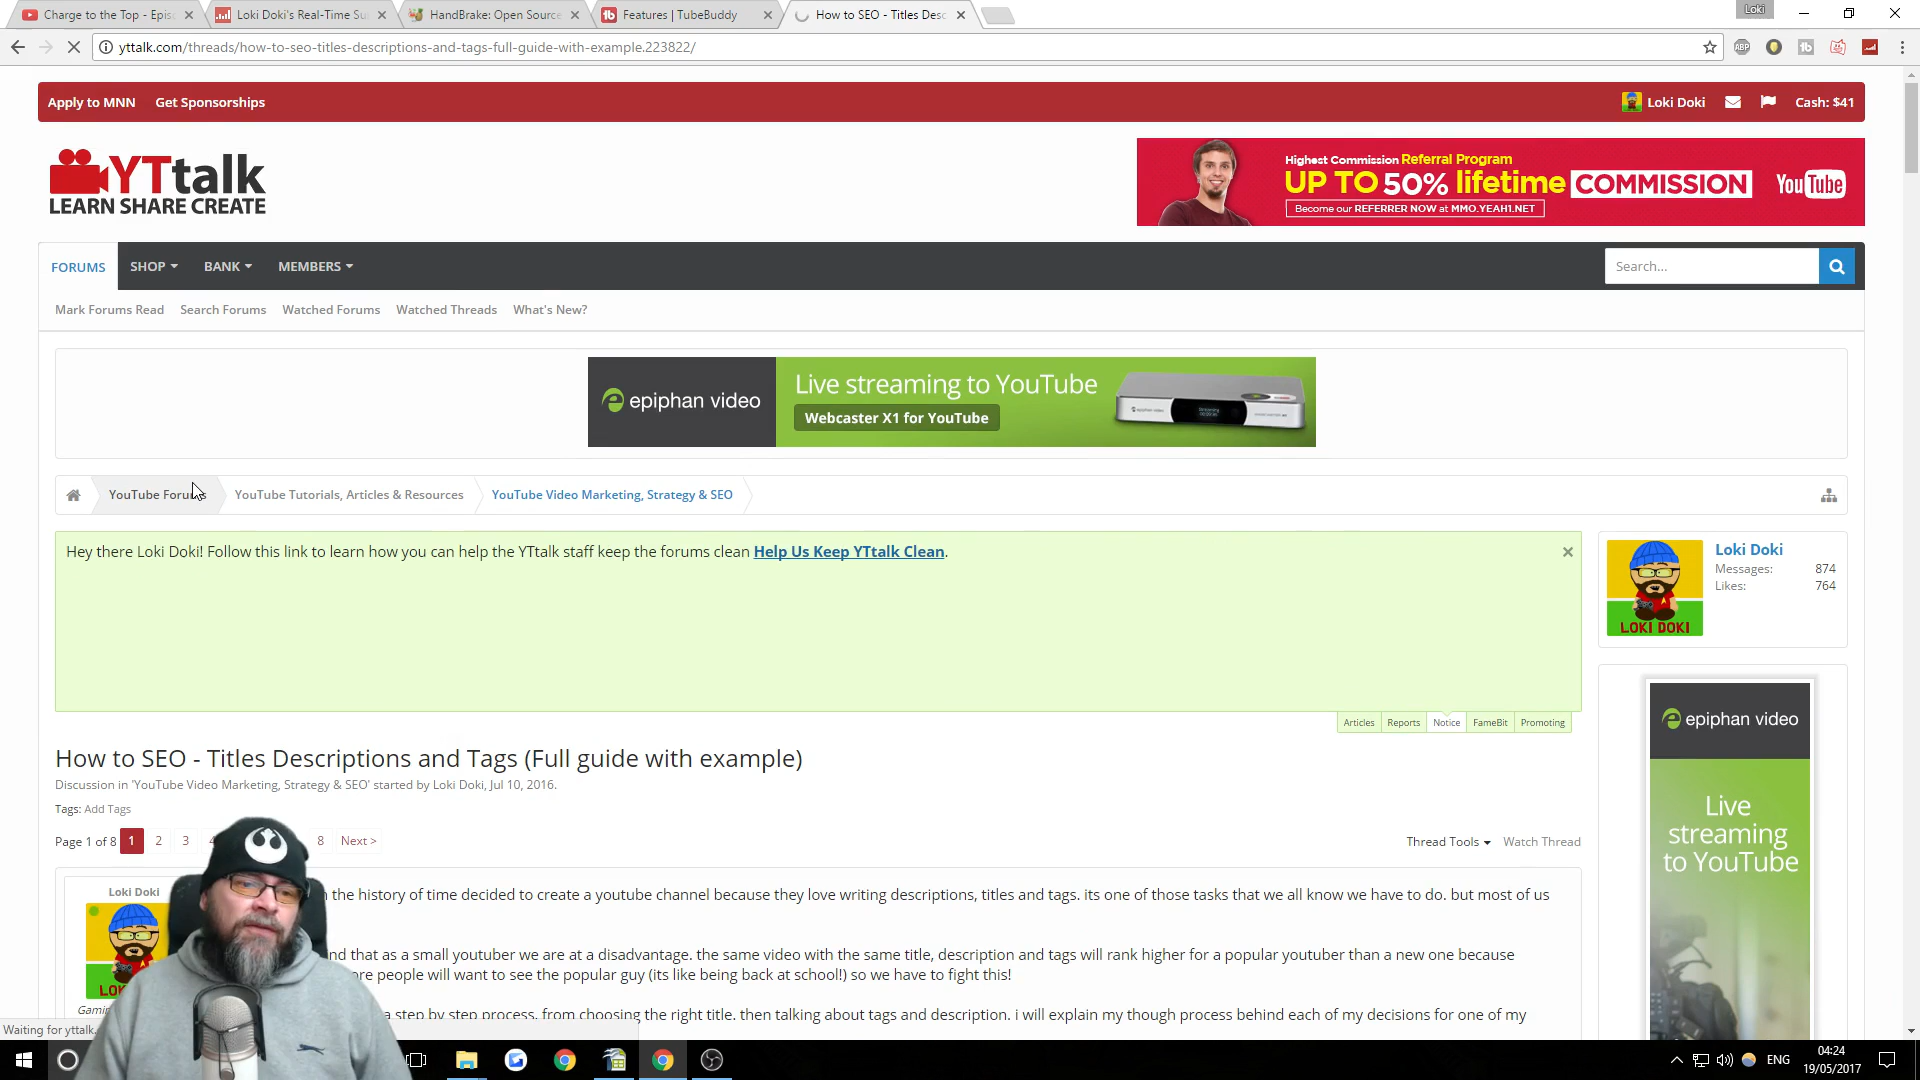 Charge to the Top - Epis
Loki Doki's Real-Time Su
HandBrake: Open Source
Features | TubeBuddy
How to SEO - Titles Desc
Loki
yttalk.com/threads/how-to-seo-titles-descriptions-and-tags-full-guide-with-example.223822/
ABP
tb
Apply to MNN Get Sponsorships
Loki Doki
Cash: $41
YTtalk
LEARN SHARE CREATE
Highest Commission Referral Program
UP TO 50% lifetime COMMISSION
Become our REFERRER NOW at MMO.YEAH1.NET
YouTube
FORUMS SHOP BANK MEMBERS
Search...
Mark Forums Read Search Forums Watched Forums Watched Threads What's New?
epiphan video
Live streaming to YouTube
Webcaster X1 for YouTube
YouTube Forums YouTube Tutorials, Articles & Resources YouTube Video Marketing, Strategy & SEO
Hey there Loki Doki! Follow this link to learn how you can help the YTtalk staff keep the forums clean Help Us Keep YTtalk Clean.
Loki Doki
Messages: 874
Likes: 764
LOKI DOKI
Articles Reports Notice FameBit Promoting
epiphan video
Live
streaming
to YouTube
How to SEO - Titles Descriptions and Tags (Full guide with example)
Discussion in 'YouTube Video Marketing, Strategy & SEO' started by Loki Doki, Jul 10, 2016.
Tags: Add Tags
Page 1 of 8 1 2 3 4 8 Next >
Thread Tools Watch Thread
Loki Doki
the history of time decided to create a youtube channel because they love writing descriptions, titles and tags. its one of those tasks that we all know we have to do. but most of us
that as a small youtuber we are at a disadvantage. the same video with the same title, description and tags will rank higher for a popular youtuber than a new one because
people will want to see the popular guy (its like being back at school!) so we have to fight this!
a step by step process. from choosing the right title. then talking about tags and description. i will explain my though process behind each of my decisions for one of my
Waiting for yttalk.
ENG
04:24
19/05/2017